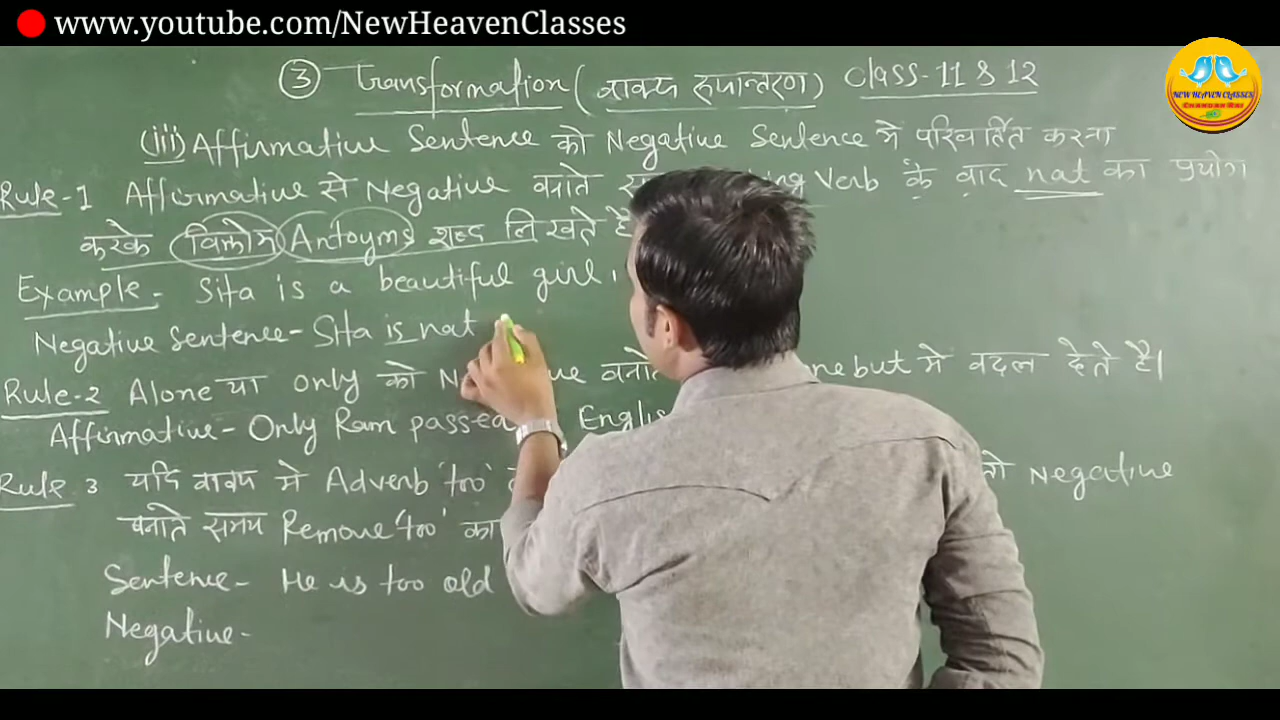 www.youtube.com/NewHeavenClasses
③ Transformation (वाक्य रूपान्तरण) Class-11 & 12
NEW HEAVEN CLASSES
(iii) Affirmative Sentence को Negative Sentence मे परिवर्तित करना
Rule-1 Affirmative से Negative बनाते Verb के बाद not का प्रयोग
करके विलोम Antoyms शब्द लिखते है
Example- Sita is a beautiful girl.
Negative Sentence- Sita is not
Rule-2 Alone या only को but मे बदल देते है।
Affirmative- Only Ram passed Englis
Rule 3 यदि वाक्य मे Adverb 'too' तो Negative
बनाते समय Remove 'too' का
Sentence- He is too old
Negative-